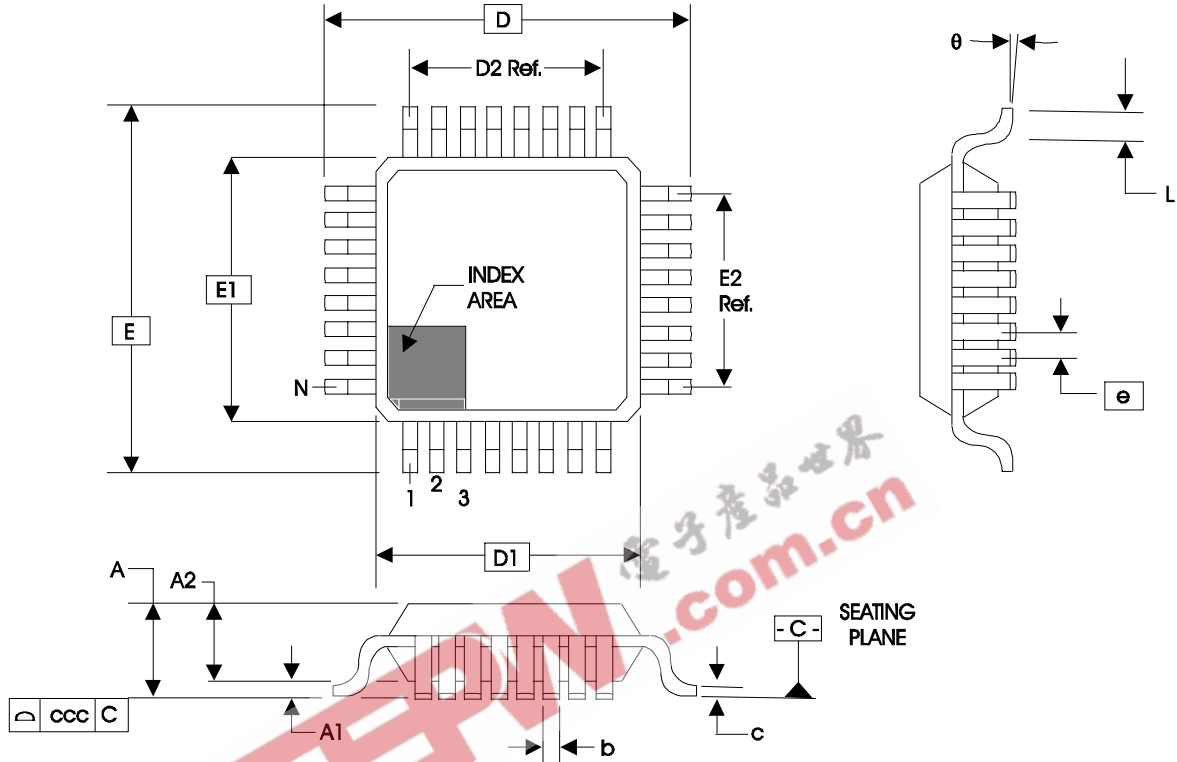 D
D2 Ref.
θ
L
E1
INDEX
AREA
E2
Ref.
E
N
e
1
2
3
電子產品世界
.com.cn
D1
A
A2
- C -
SEATING
PLANE
EEPW
⌓ ccc C
A1
b
c